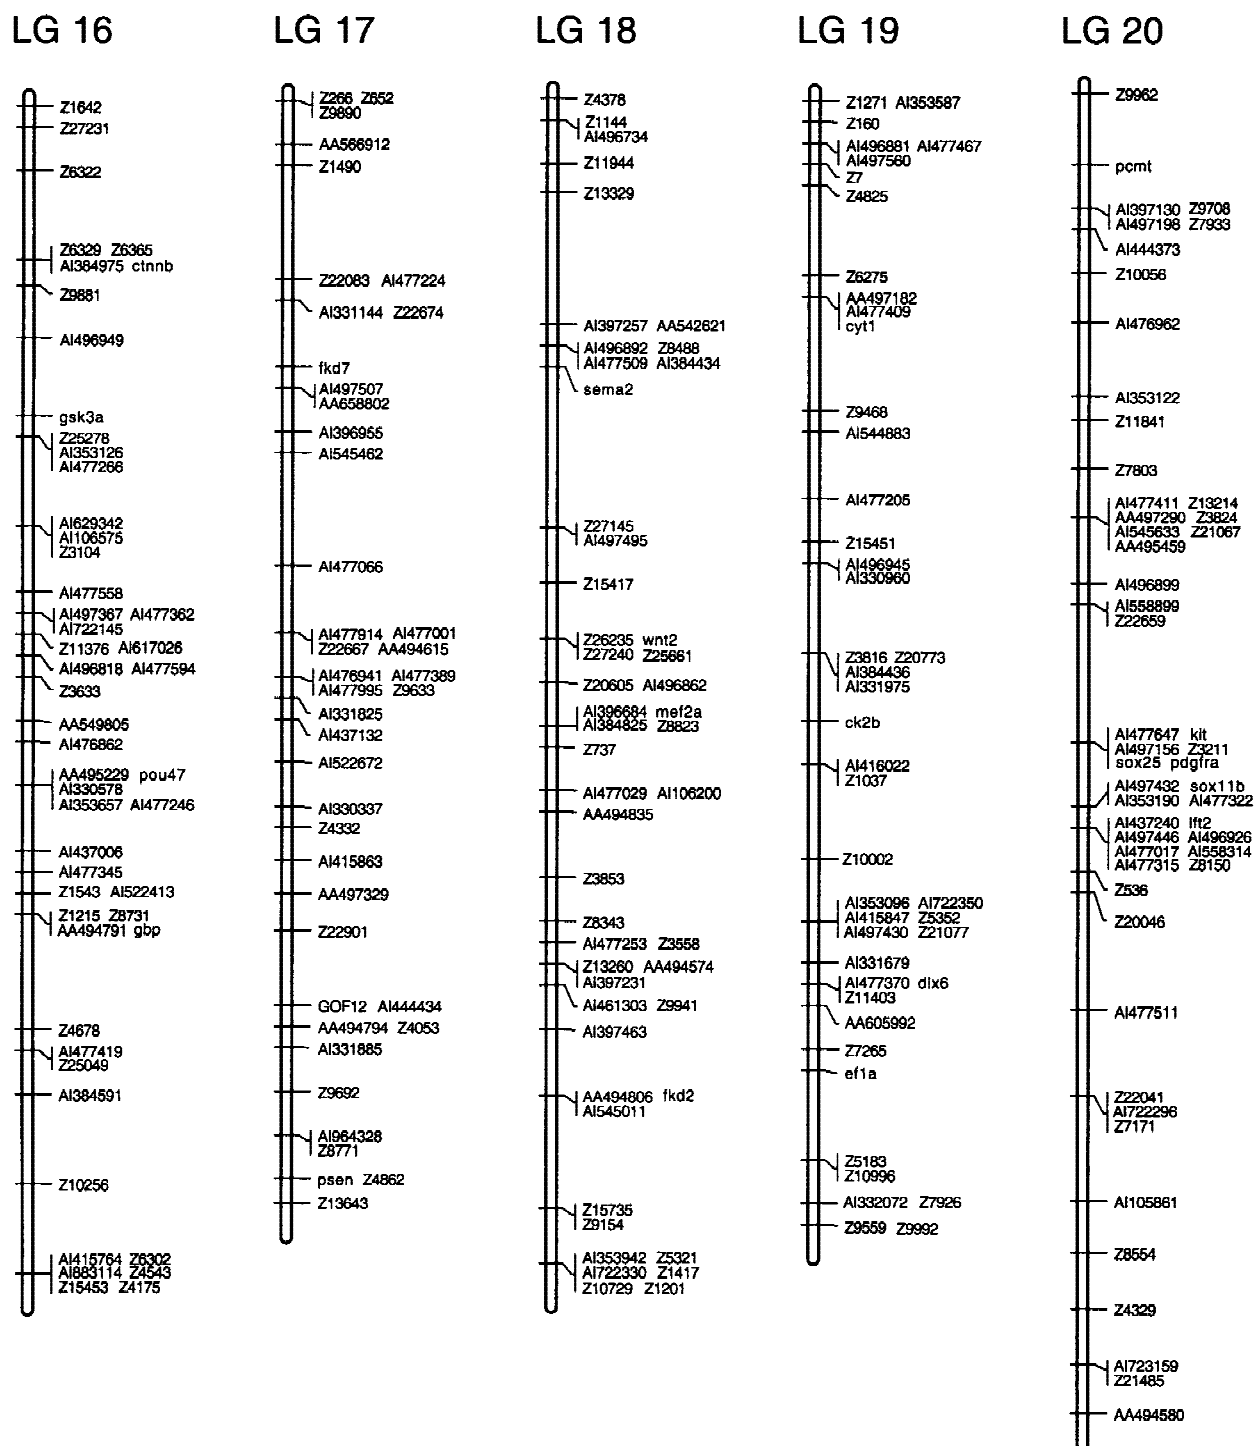 LG 16
Z1642
Z27231
Z6322
Z6329 Z6365
AI384975 ctnnb
Z9881
AI496949
gsk3a
Z25278
AI353126
AI477266
AI629342
AI106575
Z3104
AI477558
AI497367 AI477362
AI722145
Z11376 AI617026
AI496818 AI477594
Z3633
AA549805
AI476862
AA495229 pou47
AI330578
AI353657 AI477246
AI437006
AI477345
Z1543 AI522413
Z1215 Z8731
AA494791 gbp
Z4678
AI477419
Z25049
AI384591
Z10256
AI415764 Z6302
AI883114 Z4543
Z15453 Z4175
LG 17
Z266 Z652
Z9890
AA566912
Z1490
Z22083 AI477224
AI331144 Z22674
fkd7
AI497507
AA658802
AI396955
AI545462
AI477066
AI477914 AI477001
Z22667 AA494615
AI476941 AI477389
AI477995 Z9633
AI331825
AI437132
AI522672
AI330337
Z4332
AI415863
AA497329
Z22901
GOF12 AI444434
AA494794 Z4053
AI331885
Z9692
AI964328
Z8771
psen Z4862
Z13643
LG 18
Z4378
Z1144
AI496734
Z11944
Z13329
AI397257 AA542621
AI496892 Z8488
AI477509 AI384434
sema2
Z27145
AI497495
Z15417
Z26235 wnt2
Z27240 Z25661
Z20605 AI496862
AI396684 mef2a
AI384825 Z8823
Z737
AI477029 AI106200
AA494835
Z3853
Z8343
AI477253 Z3558
Z13260 AA494574
AI397231
AI461303 Z9941
AI397463
AA494806 fkd2
AI545011
Z15735
Z9154
AI353942 Z5321
AI722330 Z1417
Z10729 Z1201
LG 19
Z1271 AI353587
Z160
AI496881 AI477467
AI497560
Z7
Z4825
Z6275
AA497182
AI477409
cyt1
Z9468
AI544883
AI477205
Z15451
AI496945
AI330960
Z3816 Z20773
AI384436
AI331975
ck2b
AI416022
Z1037
Z10002
AI353096 AI722350
AI415847 Z5352
AI497430 Z21077
AI331679
AI477370 dlx6
Z11403
AA605992
Z7265
ef1a
Z5183
Z10996
AI332072 Z7926
Z9559 Z9992
LG 20
Z9962
pcmt
AI397130 Z9708
AI497198 Z7933
AI444373
Z10056
AI476962
AI353122
Z11841
Z7803
AI477411 Z13214
AA497290 Z3824
AI545633 Z21067
AA495459
AI496899
AI558899
Z22659
AI477647 kit
AI497156 Z3211
sox25 pdgfra
AI497432 sox11b
AI353190 AI477322
AI437240 lft2
AI497446 AI496926
AI477017 AI558314
AI477315 Z8150
Z536
Z20046
AI477511
Z22041
AI722296
Z7171
AI105861
Z8554
Z4329
AI723159
Z21485
AA494580